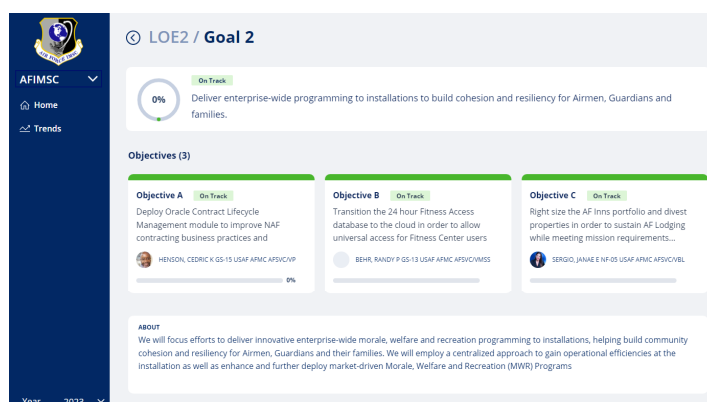 AIR FORCE IMSC
AFIMSC
Home
Trends
Year 2023
LOE2 / Goal 2
0%
On Track
Deliver enterprise-wide programming to installations to build cohesion and resiliency for Airmen, Guardians and
families.
Objectives (3)
Objective A On Track
Deploy Oracle Contract Lifecycle
Management module to improve NAF
contracting business practices and
HENSON, CEDRIC K GS-15 USAF AFMC AFSVC/VP
0%
Objective B On Track
Transition the 24 hour Fitness Access
database to the cloud in order to allow
universal access for Fitness Center users
BEHR, RANDY P GS-13 USAF AFMC AFSVC/VMSS
Objective C On Track
Right size the AF Inns portfolio and divest
properties in order to sustain AF Lodging
while meeting mission requirements...
SERGIO, JANAE E NF-05 USAF AFMC AFSVC/VBL
ABOUT
We will focus efforts to deliver innovative enterprise-wide morale, welfare and recreation programming to installations, helping build community
cohesion and resiliency for Airmen, Guardians and their families. We will employ a centralized approach to gain operational efficiencies at the
installation as well as enhance and further deploy market-driven Morale, Welfare and Recreation (MWR) Programs